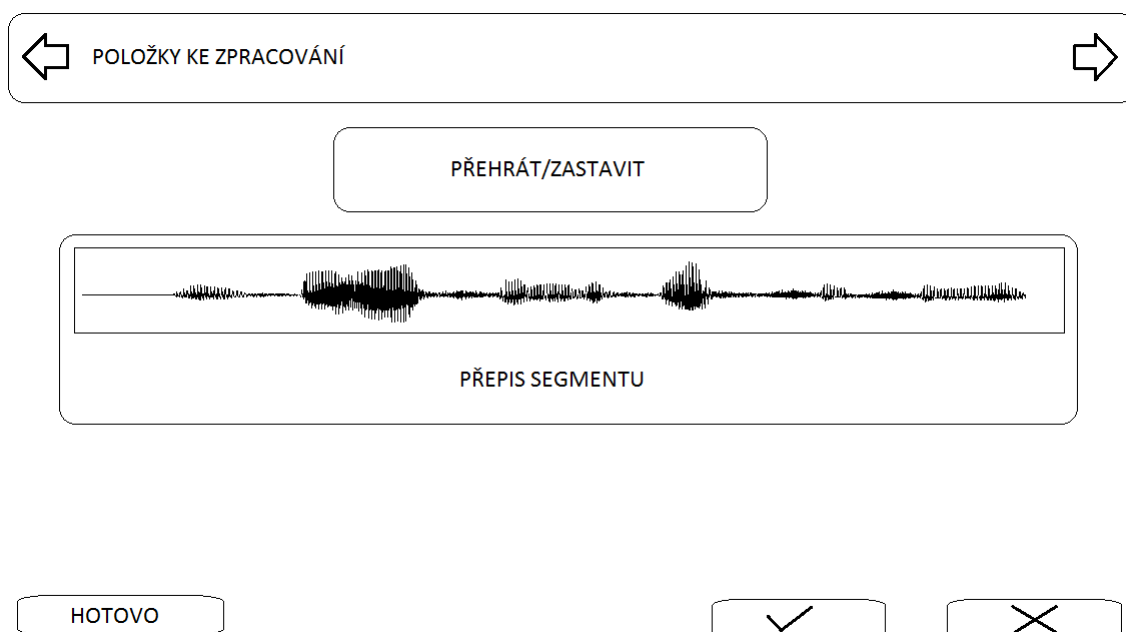 POLOŽKY KE ZPRACOVÁNÍ
PŘEHRÁT/ZASTAVIT
PŘEPIS SEGMENTU
HOTOVO